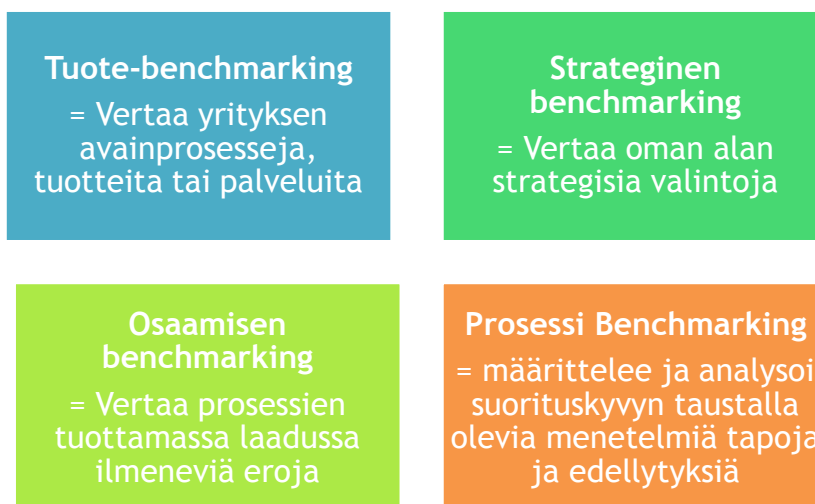 Tuote-benchmarking
= Vertaa yrityksen
avainprosesseja,
tuotteita tai palveluita
Strateginen
benchmarking
= Vertaa oman alan
strategisia valintoja
Osaamisen
benchmarking
= Vertaa prosessien
tuottamassa laadussa
ilmeneviä eroja
Prosessi Benchmarking
= määrittelee ja analysoi
suorituskyvyn taustalla
olevia menetelmiä tapoja
ja edellytyksiä